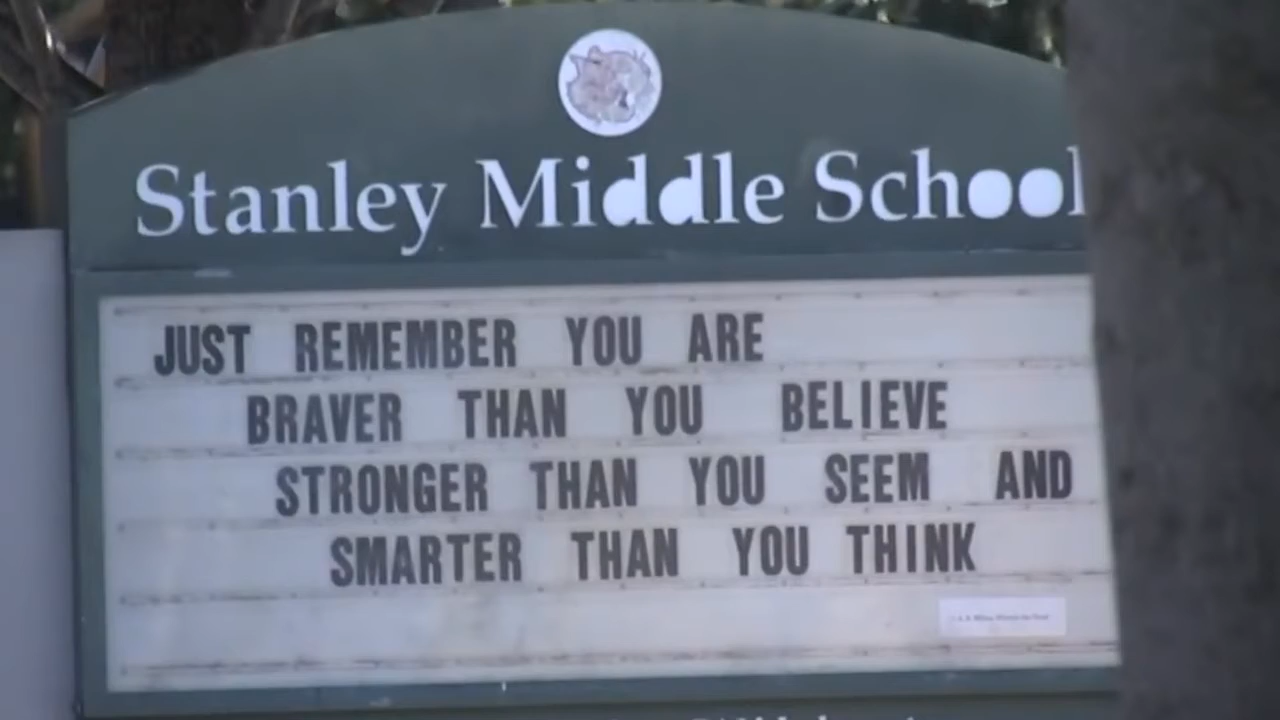 Stanley Middle School
JUST REMEMBER YOU ARE
BRAVER THAN YOU BELIEVE
STRONGER THAN YOU SEEM AND
SMARTER THAN YOU THINK